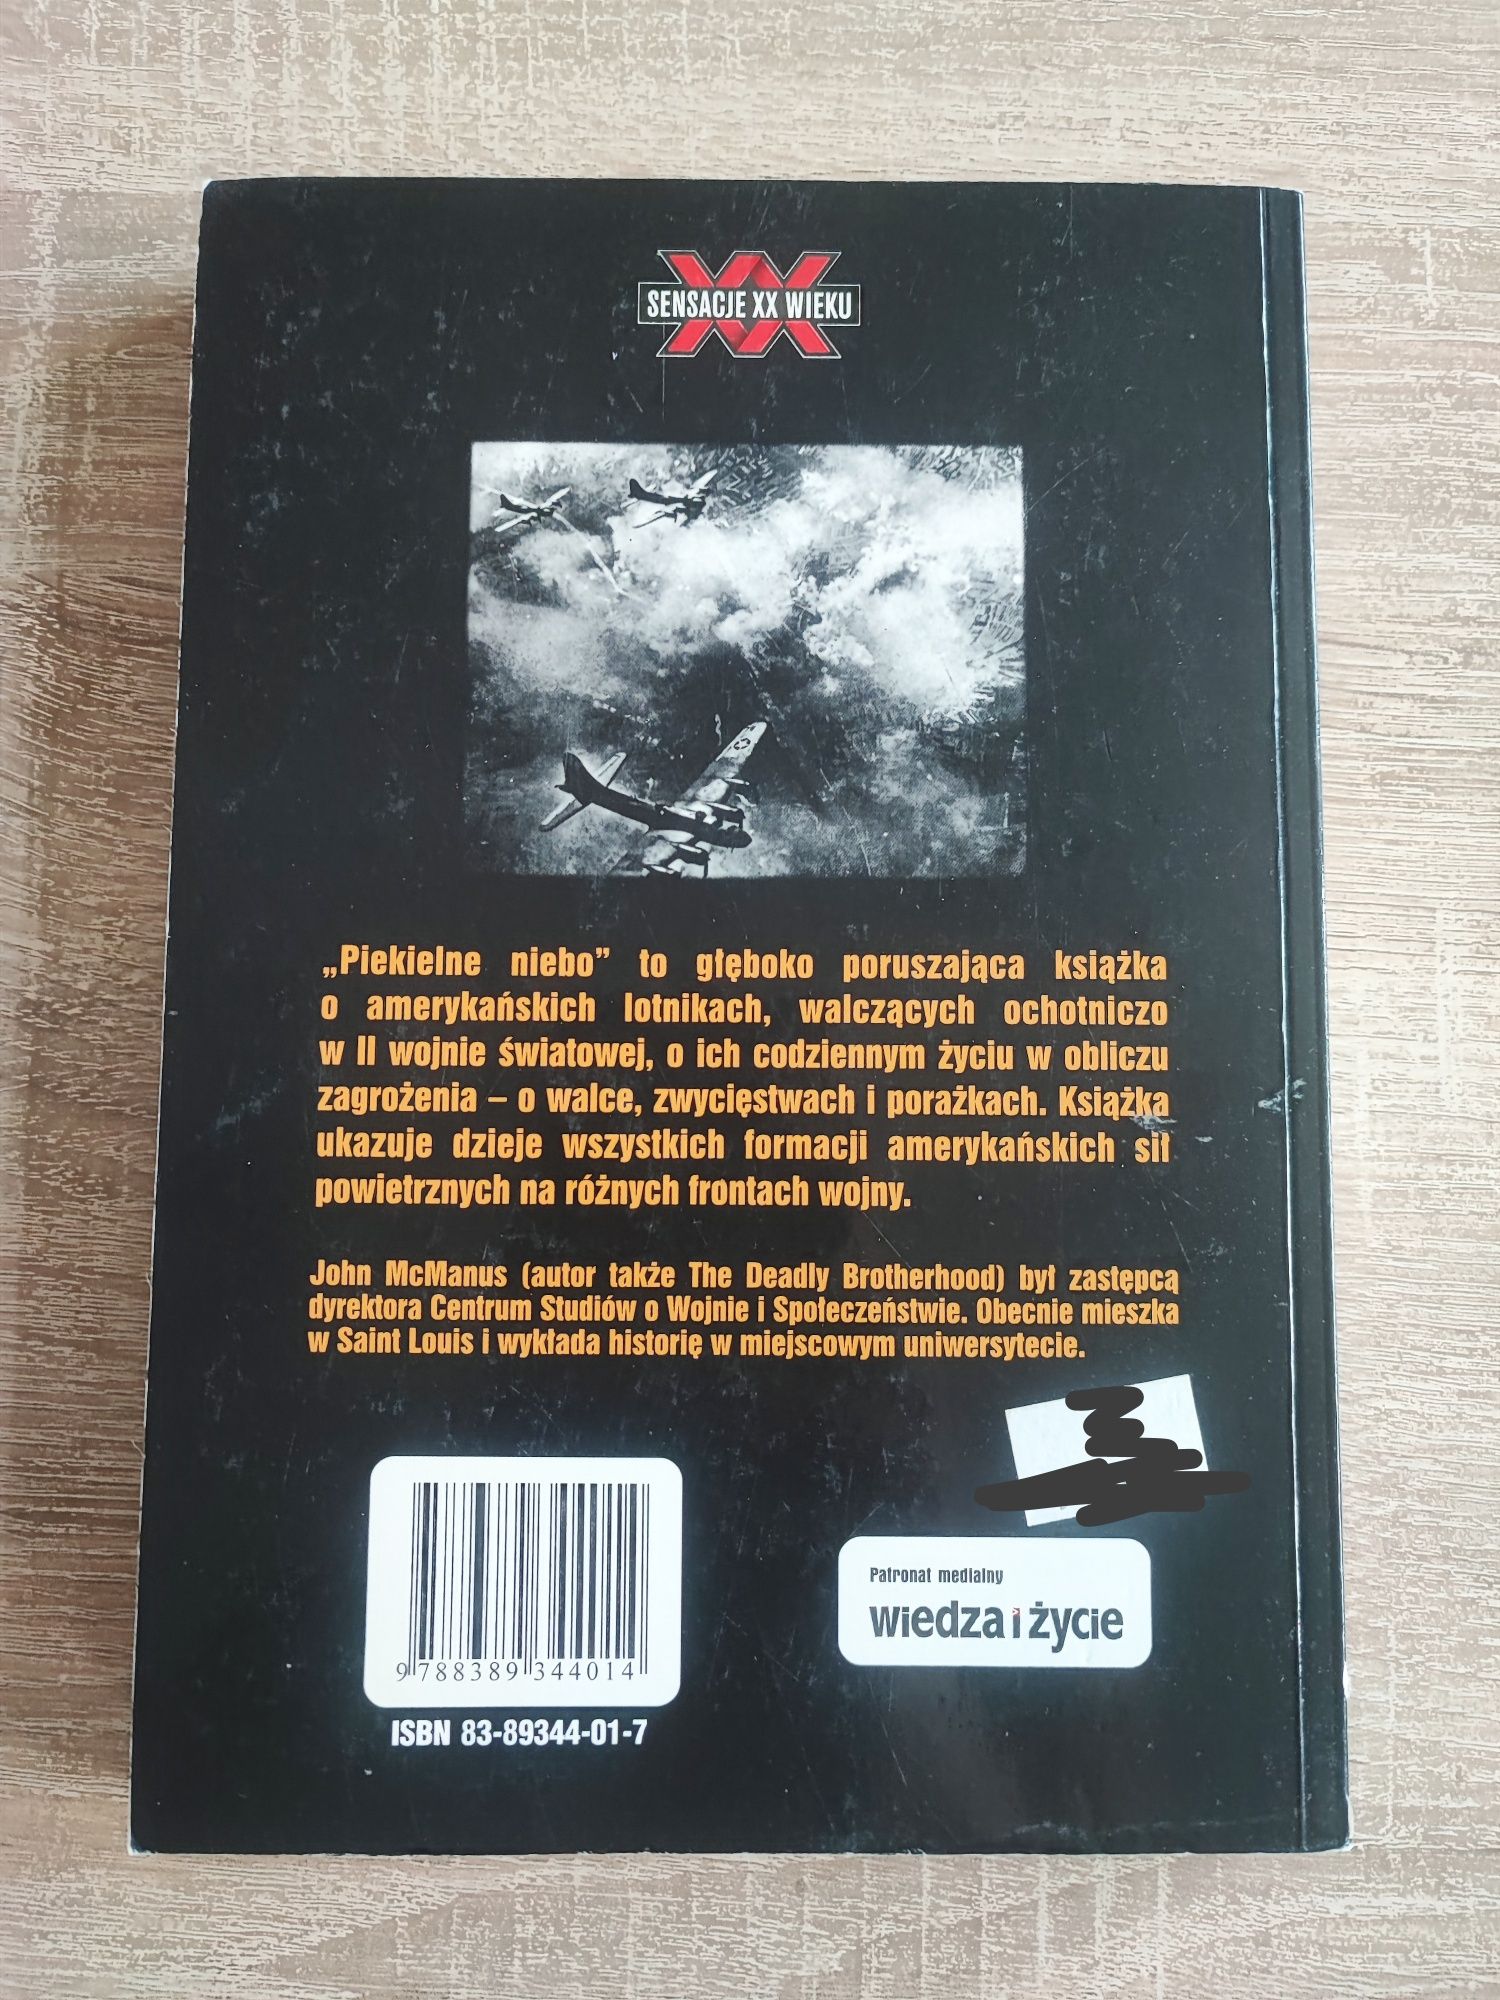 SENSACJE XX WIEKU
„Piekielne niebo” to głęboko poruszająca książka
o amerykańskich lotnikach, walczących ochotniczo
w II wojnie światowej, o ich codziennym życiu w obliczu
zagrożenia – o walce, zwycięstwach i porażkach. Książka
ukazuje dzieje wszystkich formacji amerykańskich sił
powietrznych na różnych frontach wojny.
John McManus (autor także The Deadly Brotherhood) był zastępcą
dyrektora Centrum Studiów o Wojnie i Społeczeństwie. Obecnie mieszka
w Saint Louis i wykłada historię w miejscowym uniwersytecie.
Patronat medialny
wiedza i życie
9 788389 344014
ISBN 83-89344-01-7